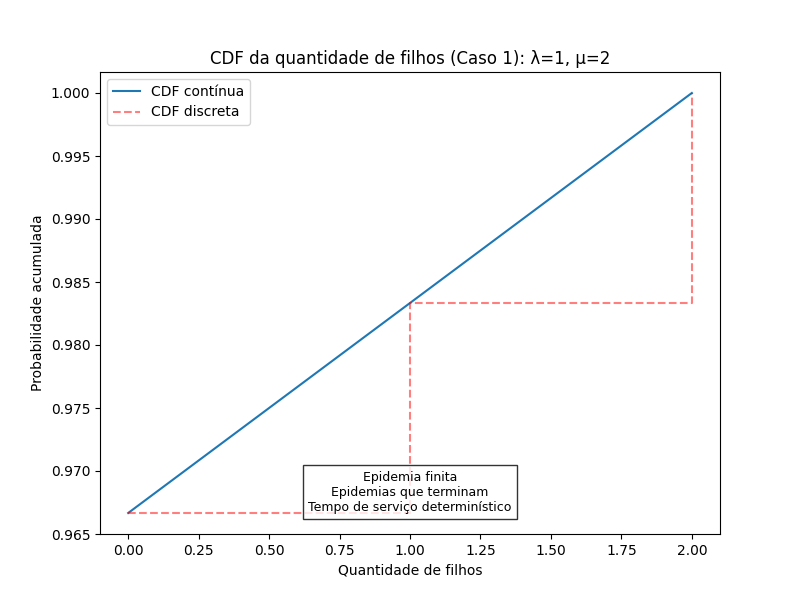 CDF da quantidade de filhos (Caso 1): λ=1, μ=2
CDF contínua
CDF discreta
Probabilidade acumulada
1.000
0.995
0.990
0.985
0.980
0.975
0.970
0.965
Epidemia finita
Epidemias que terminam
Tempo de serviço determinístico
0.00 0.25 0.50 0.75 1.00 1.25 1.50 1.75 2.00
Quantidade de filhos